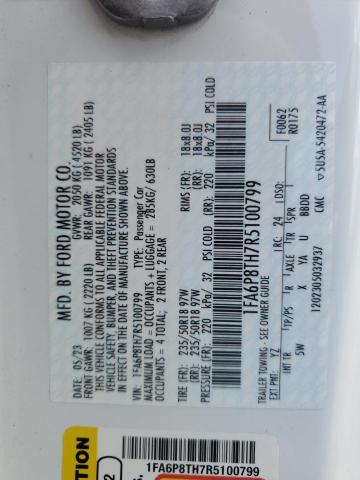 MFD. BY FORD MOTOR CO.
DATE: 05/23 GVWR: 2050 KG ( 4520 LB)
FRONT GAWR: 1007 KG ( 2220 LB) REAR GAWR: 1091 KG ( 2405 LB)
THIS VEHICLE CONFORMS TO ALL APPLICABLE FEDERAL MOTOR
VEHICLE SAFETY, BUMPER, AND THEFT PREVENTION STANDARDS
IN EFFECT ON THE DATE OF MANUFACTURE SHOWN ABOVE.
VIN: 1FA6P8TH7R5100799 TYPE: Passenger Car
MAXIMUM LOAD = OCCUPANTS + LUGGAGE = 285KG/ 630LB
OCCUPANTS = 4 TOTAL; 2 FRONT, 2 REAR
TIRE (FR): 235/50R18 97W RIMS (FR): 18x8.0J
TIRE (RR): 235/50R18 97W (RR): 18x8.0J
PRESSURE (FR): 220 kPa/ 32 PSI COLD (RR): 220 kPa/ 32 PSI COLD
1FA6P8TH7R5100799
TRAILER TOWING - SEE OWNER GUIDE
F0062
R0175
EXT PNT: YZ RC: 24 DSO:
INT TR TP/PS R AXLE TR SPR
5W X YA U BBDD
1202305032937 CMC
5U5A-5420472-AA
1FA6P8TH7R5100799